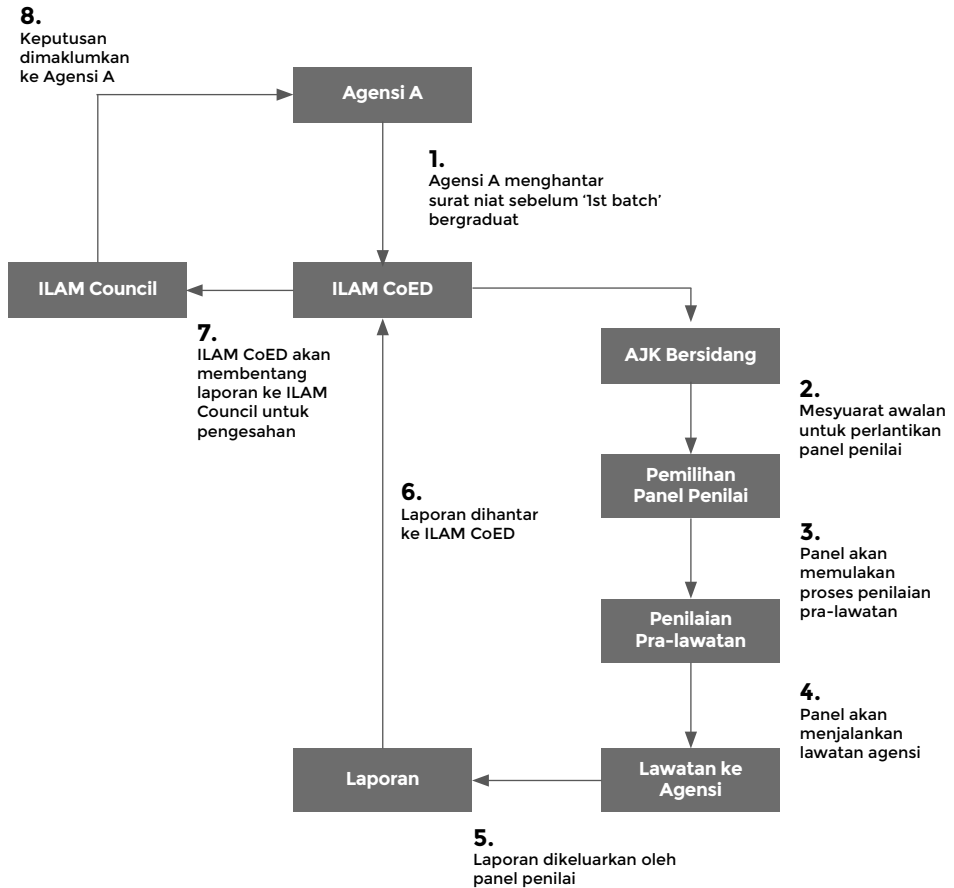 8.
Keputusan
dimaklumkan
ke Agensi A
Agensi A
1.
Agensi A menghantar
surat niat sebelum ‘1st batch’
bergraduat
ILAM Council
ILAM CoED
7.
ILAM CoED akan
membentang
laporan ke ILAM
Council untuk
pengesahan
AJK Bersidang
2.
Mesyuarat awalan
untuk perlantikan
panel penilai
Pemilihan
Panel Penilai
6.
Laporan dihantar
ke ILAM CoED
3.
Panel akan
memulakan
proses penilaian
pra-lawatan
Penilaian
Pra-lawatan
4.
Panel akan
menjalankan
lawatan agensi
Laporan
Lawatan ke
Agensi
5.
Laporan dikeluarkan oleh
panel penilai